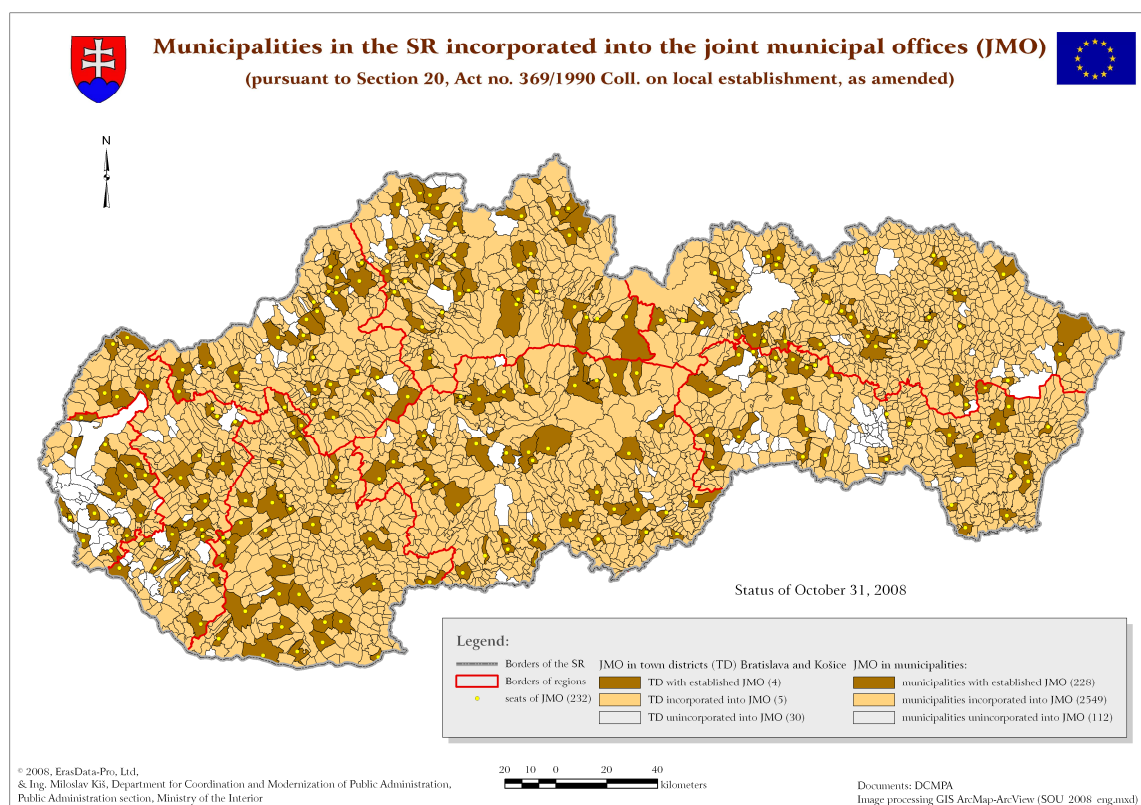 Municipalities in the SR incorporated into the joint municipal offices (JMO)
(pursuant to Section 20, Act no. 369/1990 Coll. on local establishment, as amended)
N
Status of October 31, 2008
Legend:
Borders of the SR
Borders of regions
seats of JMO (232)
JMO in town districts (TD) Bratislava and Košice
TD with established JMO (4)
TD incorporated into JMO (5)
TD unincorporated into JMO (30)
JMO in municipalities:
municipalities with established JMO (228)
municipalities incorporated into JMO (2549)
municipalities unincorporated into JMO (112)
© 2008, ErasData-Pro, Ltd,
& Ing. Miloslav Kiš, Department for Coordination and Modernization of Public Administration,
Public Administration section, Ministry of the Interior
20 10 0 20 40
kilometers
Documents: DCMPA
Image processing GIS ArcMap-ArcView (SOU_2008_eng.mxd)